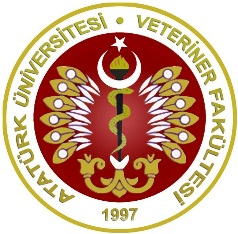 ATATÜRK ÜNİVERSİTESİ • VETERİNER FAKÜLTESİ
1997